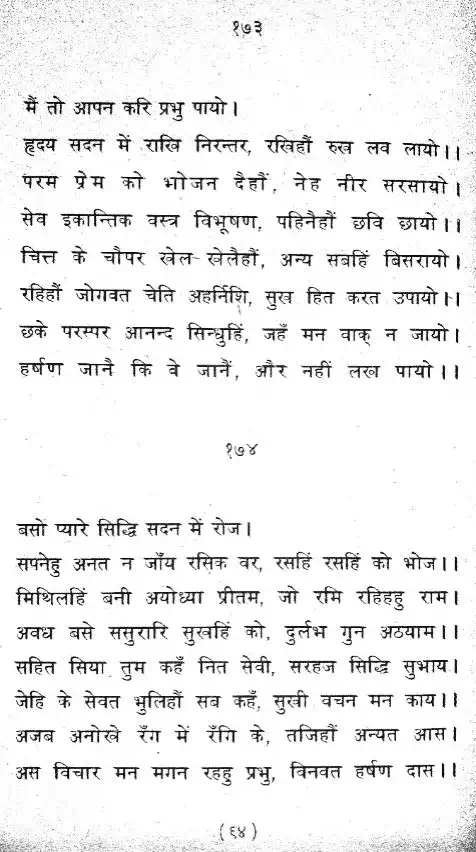 १७३
मैं तो आपन करि प्रभु पायो।
हृदय सदन में राखि निरन्तर, रखिहौं रुख लव लायो।।
परम प्रेम को भोजन दैहौं, नेह नीर सरसायो।
सेव इकान्तिक वस्त्र विभूषण, पहिनैहौं छवि छायो।।
चित्त के चौपर खेल खेलैहौं, अन्य सबहिं बिसरायो।
रहिहौं जोगवत चेति अहर्निशि, सुख हित करत उपायो।।
छके परस्पर आनन्द सिन्धुहिं, जहँ मन वाक् न जायो।
हर्षण जानै कि वे जानैं, और नहीं लख पायो।।
१७४
बसो प्यारे सिद्धि सदन में रोज।
सपनेहु अनत न जाँय रसिक वर, रसहिं रसहिं को भोज।।
मिथिलहिं बनी अयोध्या प्रीतम, जो रमि रहिहहु राम।
अवध बसे ससुरारि सुखहिं को, दुर्लभ गुन अठयाम।।
सहित सिया तुम कहँ नित सेवी, सरहज सिद्धि सुभाय।
जेहि के सेवत भुलिहौं सब कहँ, सुखी वचन मन काय।।
अजब अनोखे रँग में रँगि के, तजिहौं अन्यत आस।
अस विचार मन मगन रहहु प्रभु, विनवत हर्षण दास।।
(६४)